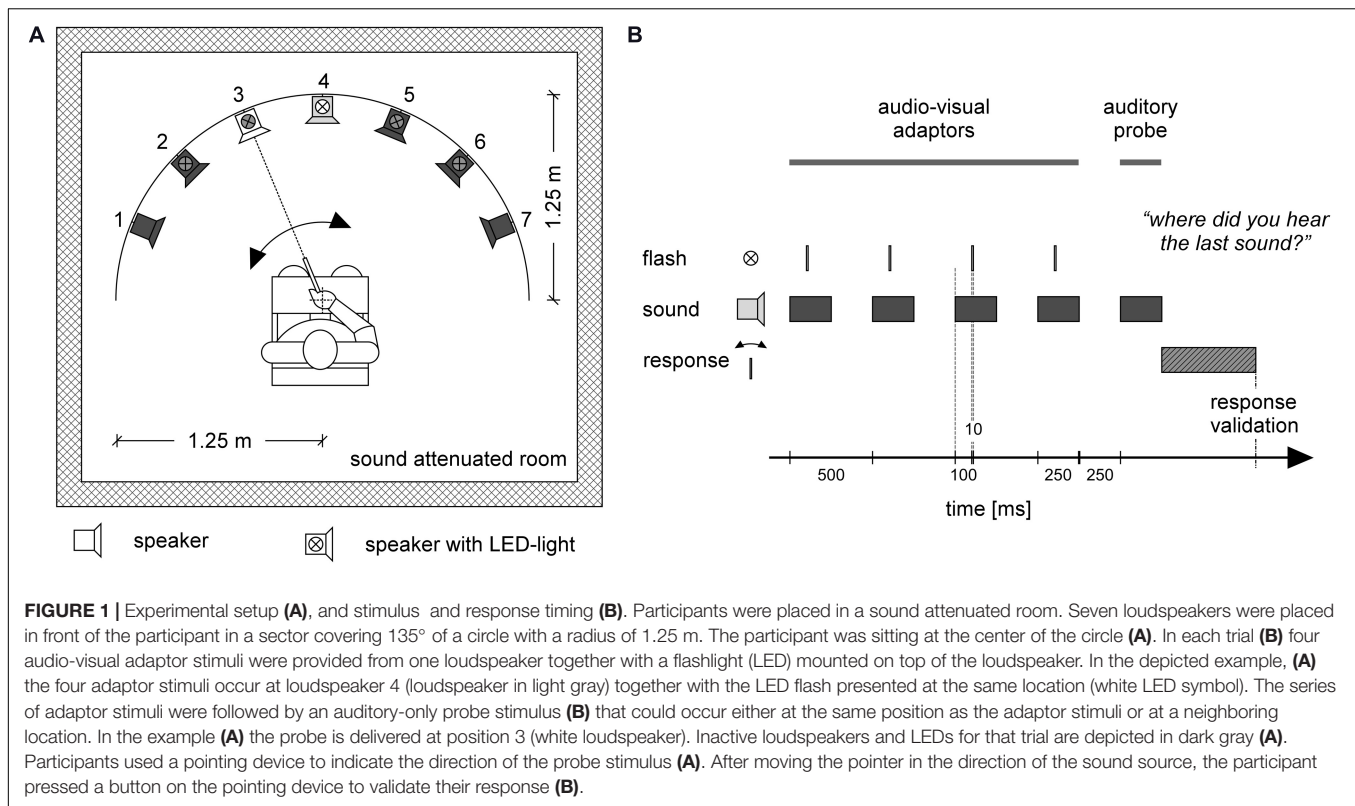 A
B
1
2
3
4
5
6
7
1.25 m
1.25 m
sound attenuated room
speaker
speaker with LED-light
audio-visual
adaptors
auditory
probe
"where did you hear
the last sound?"
flash
sound
response
response
validation
10
500
100
250
250
time [ms]
FIGURE 1 | Experimental setup (A), and stimulus and response timing (B). Participants were placed in a sound attenuated room. Seven loudspeakers were placed
in front of the participant in a sector covering 135° of a circle with a radius of 1.25 m. The participant was sitting at the center of the circle (A). In each trial (B) four
audio-visual adaptor stimuli were provided from one loudspeaker together with a flashlight (LED) mounted on top of the loudspeaker. In the depicted example, (A)
the four adaptor stimuli occur at loudspeaker 4 (loudspeaker in light gray) together with the LED flash presented at the same location (white LED symbol). The series
of adaptor stimuli were followed by an auditory-only probe stimulus (B) that could occur either at the same position as the adaptor stimuli or at a neighboring
location. In the example (A) the probe is delivered at position 3 (white loudspeaker). Inactive loudspeakers and LEDs for that trial are depicted in dark gray (A).
Participants used a pointing device to indicate the direction of the probe stimulus (A). After moving the pointer in the direction of the sound source, the participant
pressed a button on the pointing device to validate their response (B).